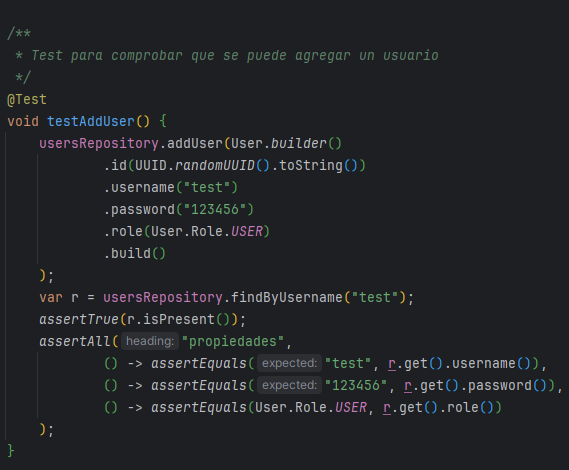 /**
 * Test para comprobar que se puede agregar un usuario
 */
@Test
void testAddUser() {
    usersRepository.addUser(User.builder()
            .id(UUID.randomUUID().toString())
            .username("test")
            .password("123456")
            .role(User.Role.USER)
            .build()
    );
    var r = usersRepository.findByUsername("test");
    assertTrue(r.isPresent());
    assertAll( heading: "propiedades",
            () -> assertEquals( expected: "test", r.get().username()),
            () -> assertEquals( expected: "123456", r.get().password()),
            () -> assertEquals(User.Role.USER, r.get().role())
    );
}